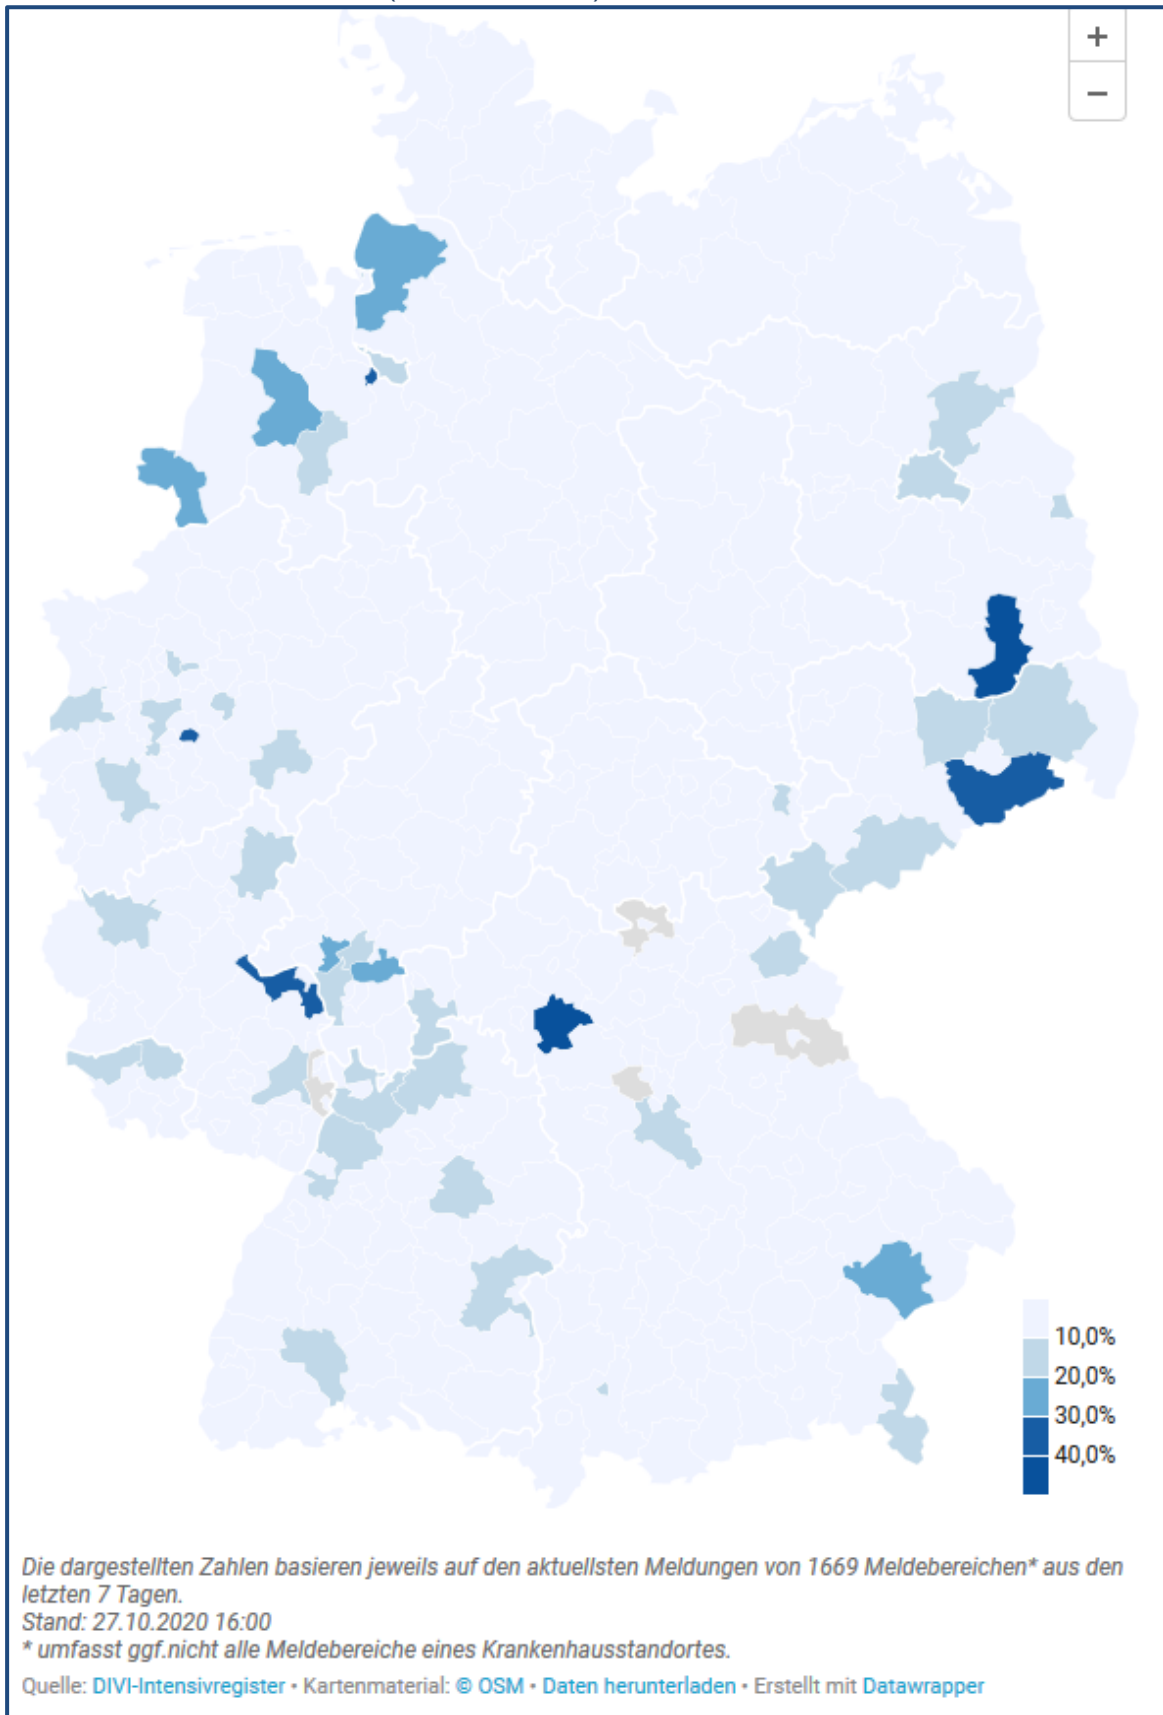 +
−
10,0%
20,0%
30,0%
40,0%
Die dargestellten Zahlen basieren jeweils auf den aktuellsten Meldungen von 1669 Meldebereichen* aus den
letzten 7 Tagen.
Stand: 27.10.2020 16:00
* umfasst ggf.nicht alle Meldebereiche eines Krankenhausstandortes.
Quelle: DIVI-Intensivregister • Kartenmaterial: © OSM • Daten herunterladen • Erstellt mit Datawrapper